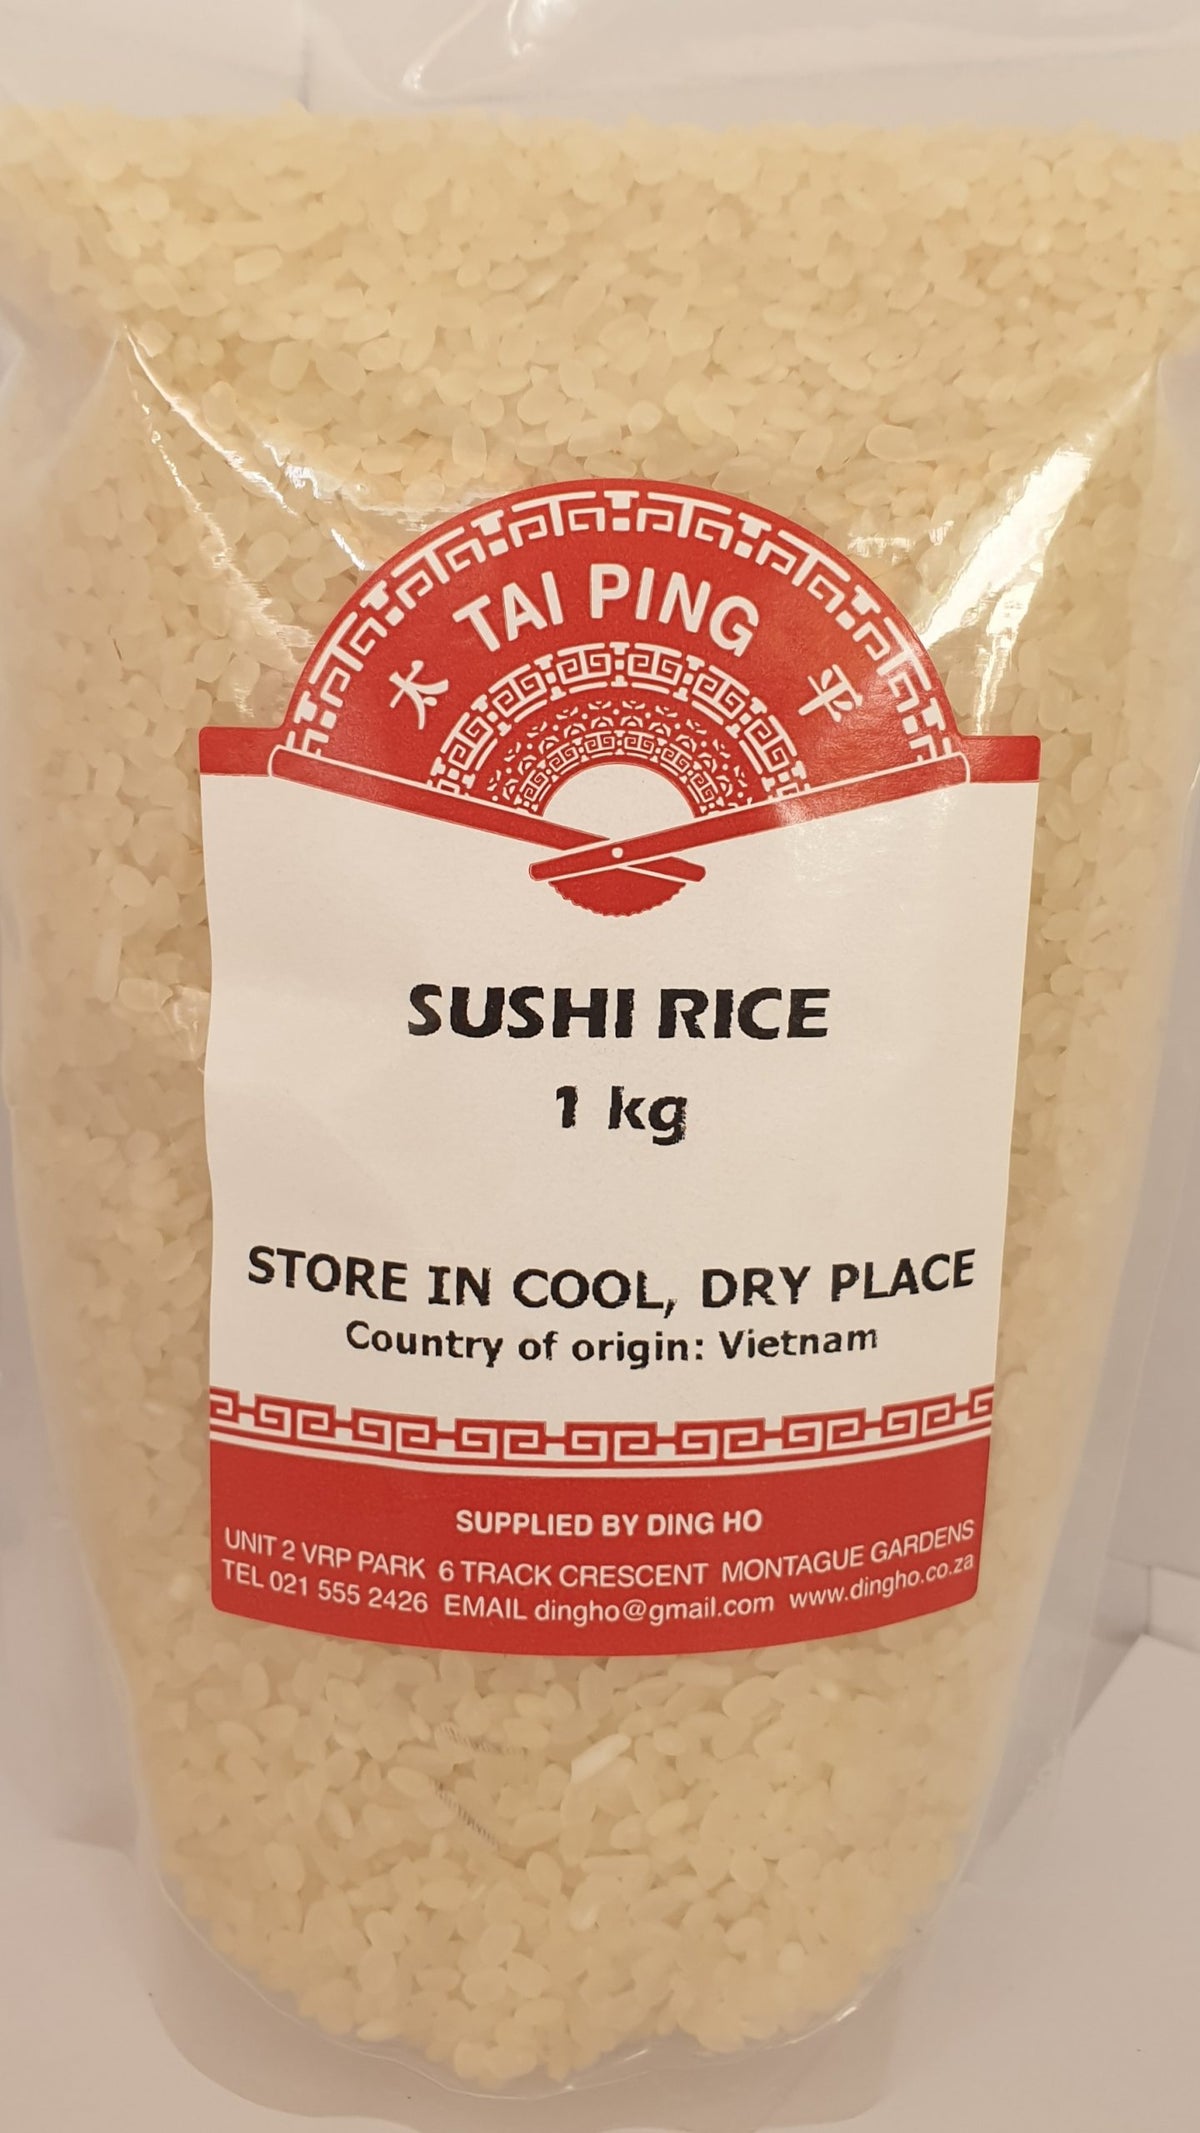 TAI PING
太 平
SUSHI RICE
1 kg
STORE IN COOL, DRY PLACE
Country of origin: Vietnam
SUPPLIED BY DING HO
UNIT 2 VRP PARK 6 TRACK CRESCENT MONTAGUE GARDENS
TEL 021 555 2426 EMAIL dingho@gmail.com www.dingho.co.za